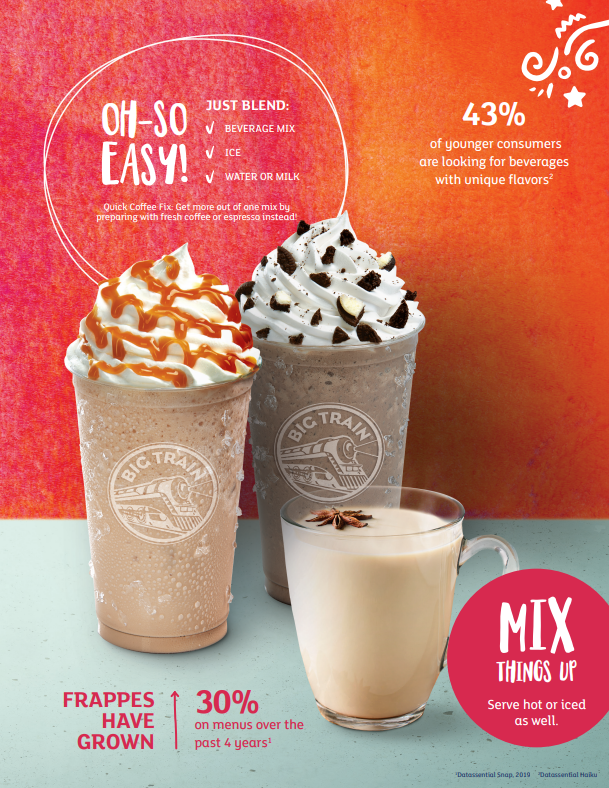 OH-SO
EASY!
JUST BLEND:
BEVERAGE MIX
ICE
WATER OR MILK
Quick Coffee Fix: Get more out of one mix by
preparing with fresh coffee or espresso instead!
43%
of younger consumers
are looking for beverages
with unique flavors²
BIG TRAIN
BIG TRAIN
MIX
THINGS UP
Serve hot or iced
as well.
FRAPPES
HAVE
GROWN
30%
on menus over the
past 4 years¹
¹Datassential Snap, 2019 ²Datassential Haiku